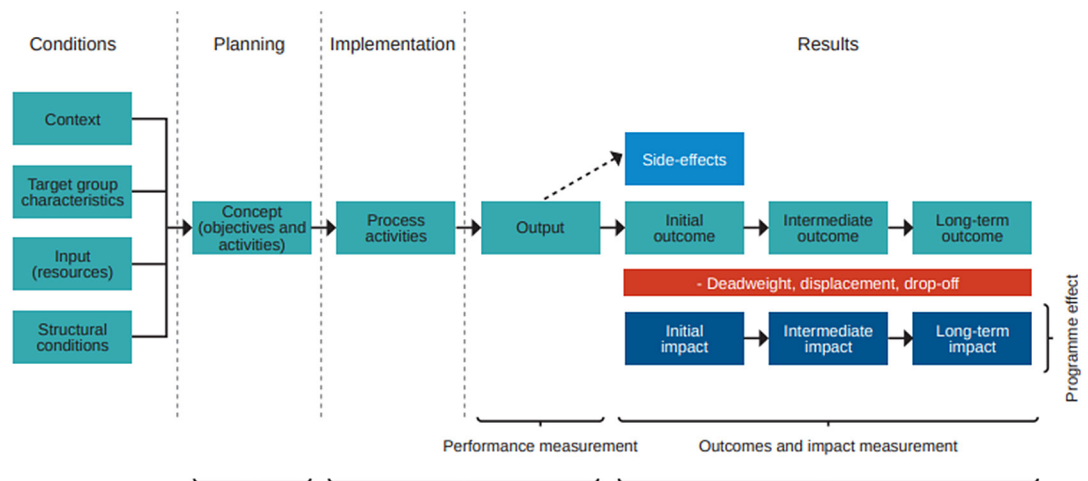 Conditions
Planning
Implementation
Results
Context
Target group
characteristics
Input
(resources)
Structural
conditions
Concept
(objectives and
activities)
Process
activities
Output
Side-effects
Initial
outcome
Intermediate
outcome
Long-term
outcome
- Deadweight, displacement, drop-off
Initial
impact
Intermediate
impact
Long-term
impact
Programme effect
Performance measurement
Outcomes and impact measurement